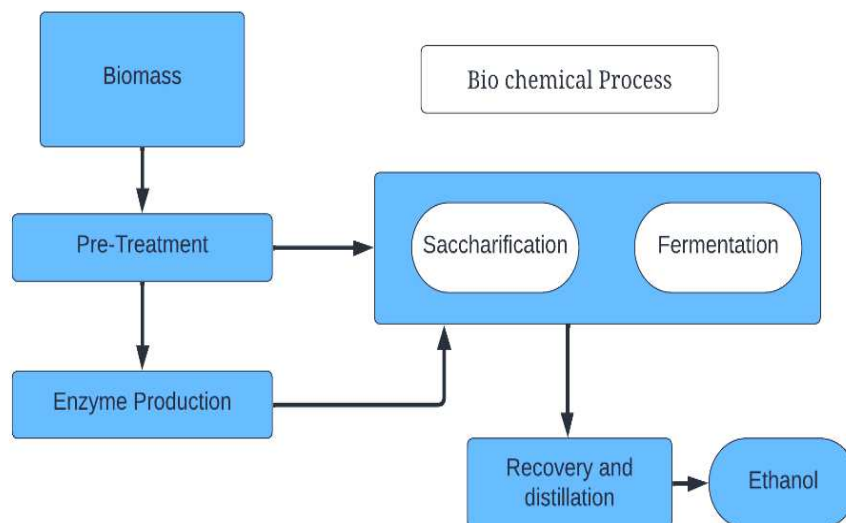 Biomass
Bio chemical Process
Pre-Treatment
Saccharification
Fermentation
Enzyme Production
Recovery and
distillation
Ethanol